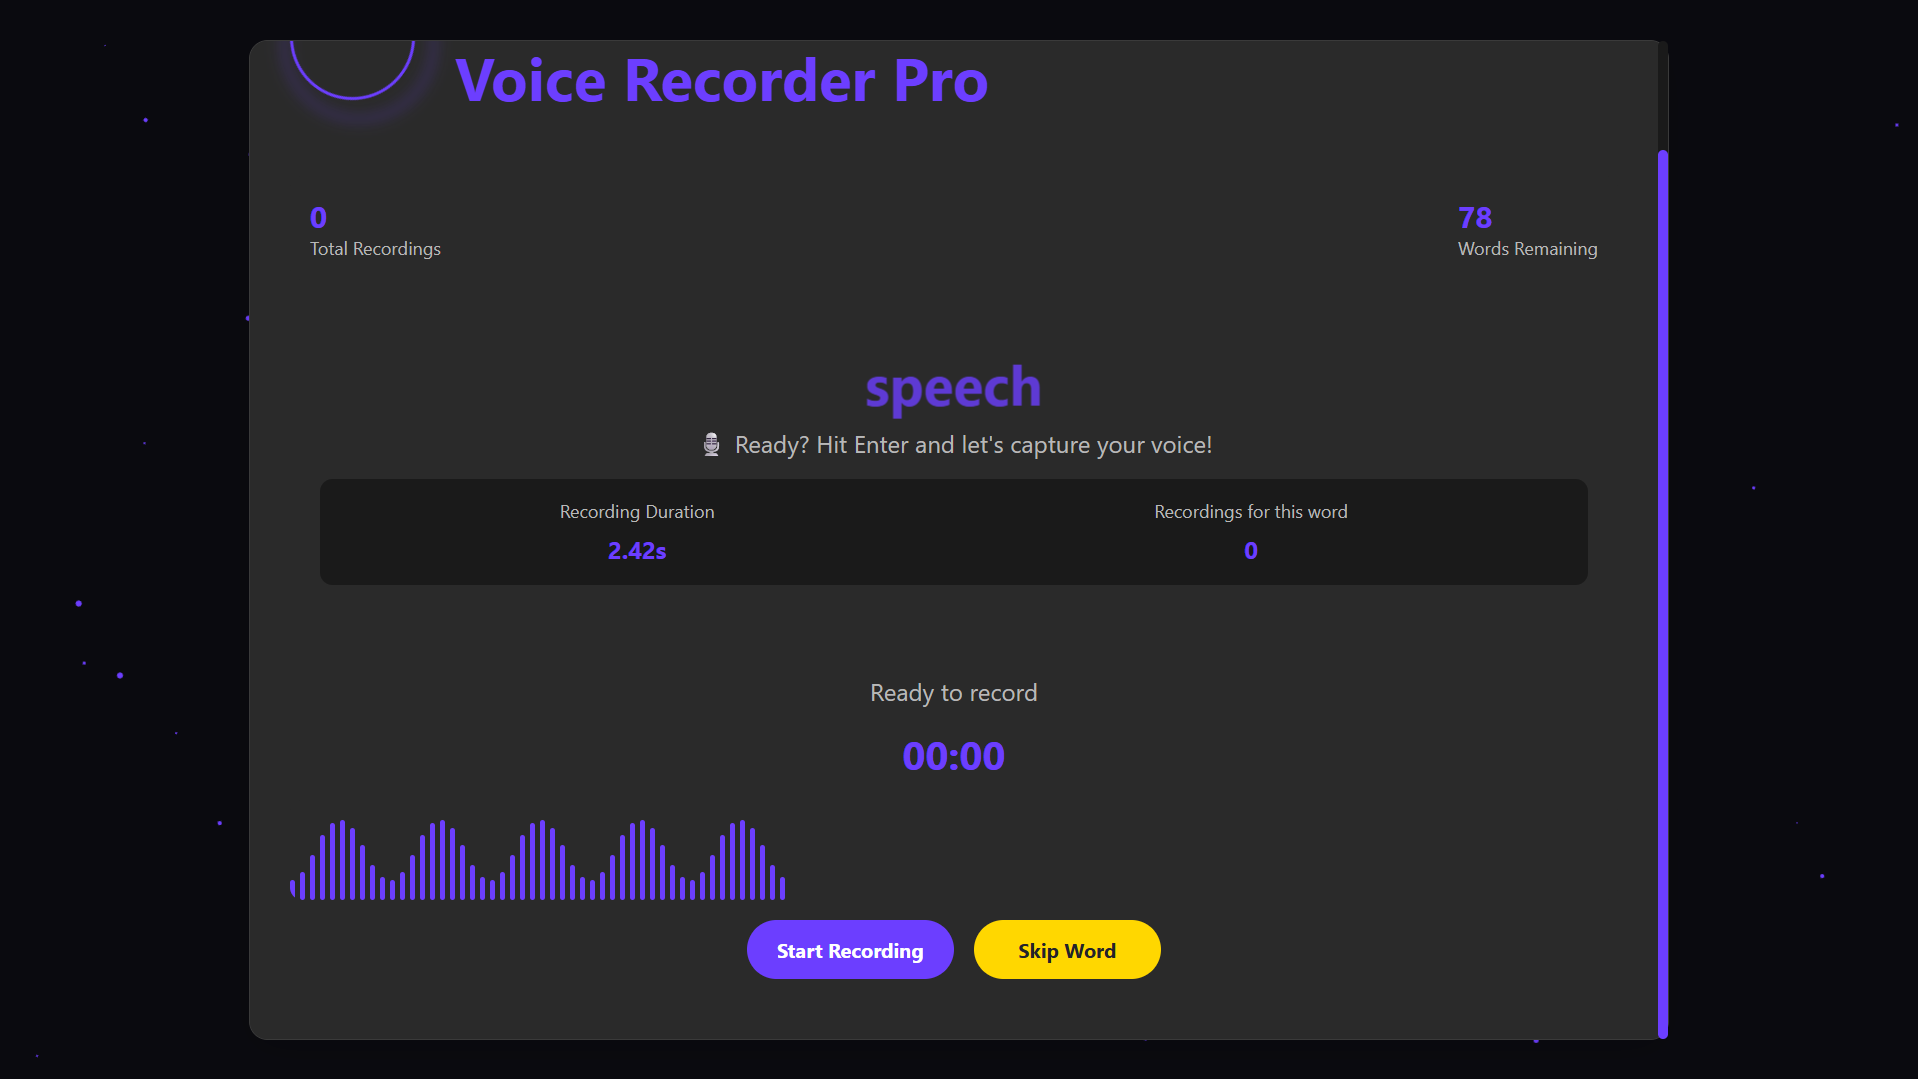 Voice Recorder Pro
0
Total Recordings
78
Words Remaining
speech
Ready? Hit Enter and let's capture your voice!
Recording Duration
2.42s
Recordings for this word
0
Ready to record
00:00
Start Recording
Skip Word